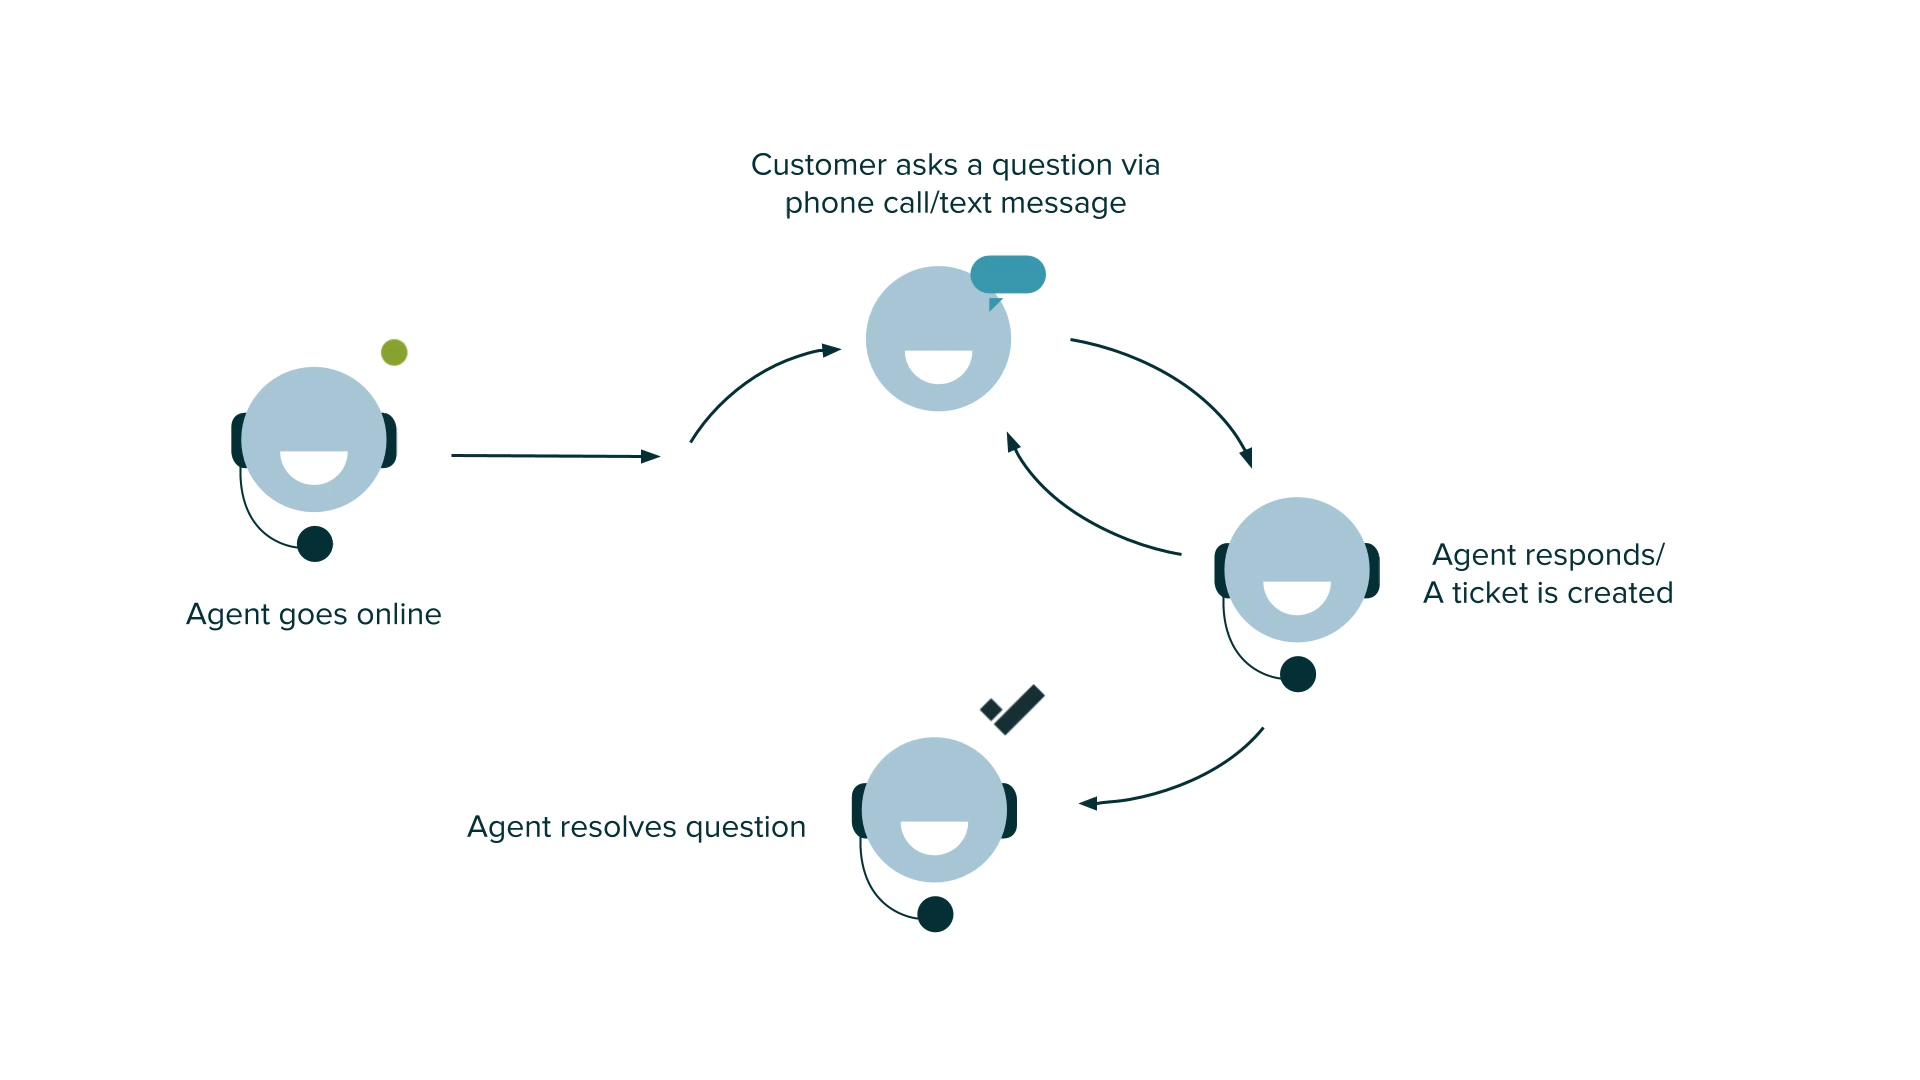 Customer asks a question via
phone call/text message
Agent goes online
Agent responds/
A ticket is created
Agent resolves question